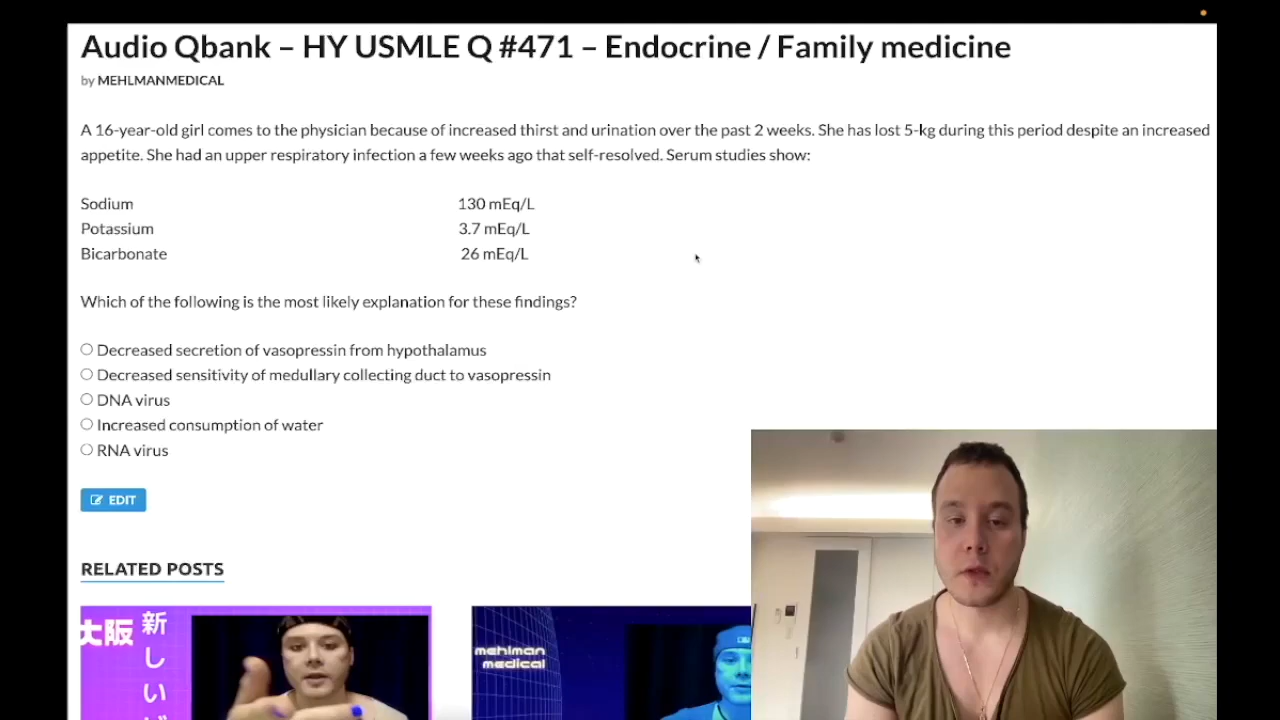 Audio Qbank – HY USMLE Q #471 – Endocrine / Family medicine
by MEHLMANMEDICAL
A 16-year-old girl comes to the physician because of increased thirst and urination over the past 2 weeks. She has lost 5-kg during this period despite an increased
appetite. She had an upper respiratory infection a few weeks ago that self-resolved. Serum studies show:
Sodium 130 mEq/L
Potassium 3.7 mEq/L
Bicarbonate 26 mEq/L
Which of the following is the most likely explanation for these findings?
Decreased secretion of vasopressin from hypothalamus
Decreased sensitivity of medullary collecting duct to vasopressin
DNA virus
Increased consumption of water
RNA virus
EDIT
RELATED POSTS
大阪
新
し
い
mehlman
medical